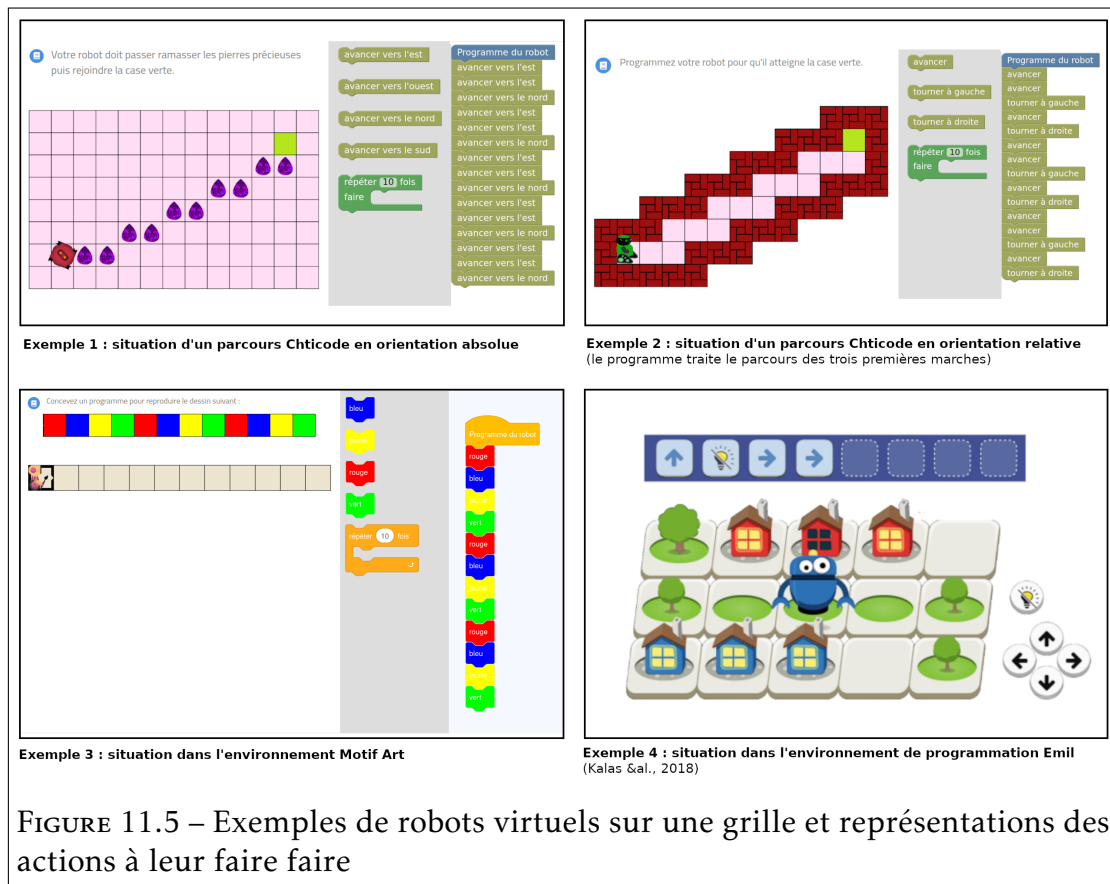 Votre robot doit passer ramasser les pierres précieuses
puis rejoindre la case verte.
avancer vers l'est
avancer vers l'ouest
avancer vers le nord
avancer vers le sud
répéter 10 fois
faire
Programme du robot
avancer vers l'est
avancer vers l'est
avancer vers le nord
avancer vers l'est
avancer vers l'est
avancer vers le nord
avancer vers l'est
avancer vers l'est
avancer vers le nord
avancer vers l'est
avancer vers l'est
avancer vers le nord
avancer vers l'est
avancer vers l'est
avancer vers le nord
Exemple 1 : situation d'un parcours Chticode en orientation absolue
Programmez votre robot pour qu'il atteigne la case verte.
avancer
tourner à gauche
tourner à droite
répéter 10 fois
faire
Programme du robot
avancer
avancer
tourner à gauche
avancer
tourner à droite
avancer
avancer
tourner à gauche
avancer
tourner à droite
avancer
avancer
tourner à gauche
avancer
tourner à droite
Exemple 2 : situation d'un parcours Chticode en orientation relative
(le programme traite le parcours des trois premières marches)
Concevez un programme pour reproduire le dessin suivant :
bleu
jaune
rouge
vert
répéter 10 fois
Programme du robot
rouge
bleu
jaune
vert
rouge
bleu
jaune
vert
rouge
bleu
jaune
vert
Exemple 3 : situation dans l'environnement Motif Art
Exemple 4 : situation dans l'environnement de programmation Emil
(Kalas &al., 2018)
FIGURE 11.5 – Exemples de robots virtuels sur une grille et représentations des
actions à leur faire faire